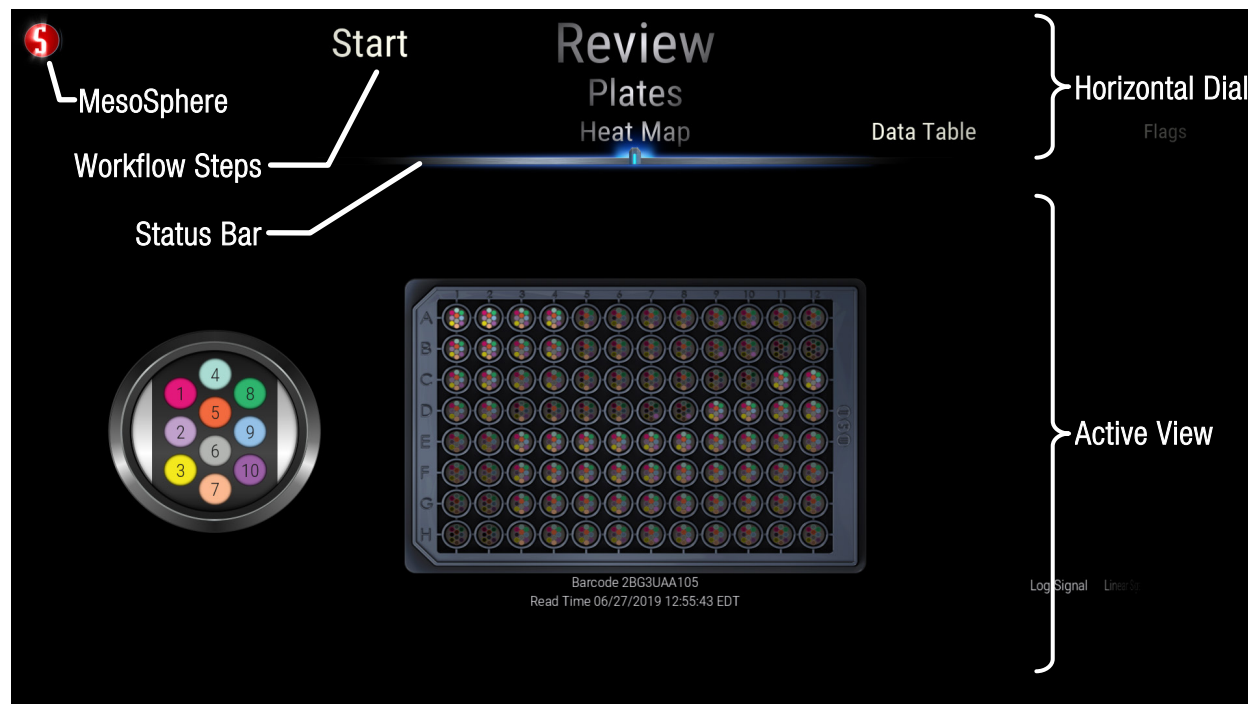 S
Start
Review
Plates
Heat Map
Data Table
Flags
MesoSphere
Workflow Steps
Status Bar
Horizontal Dial
Active View
1 2 3 4 5 6 7 8 9 10 11 12
A
B
C
D
E
F
G
H
4
1
8
5
2
9
6
3
10
7
Barcode 2BG3UAA105
Read Time 06/27/2019 12:55:43 EDT
Log Signal